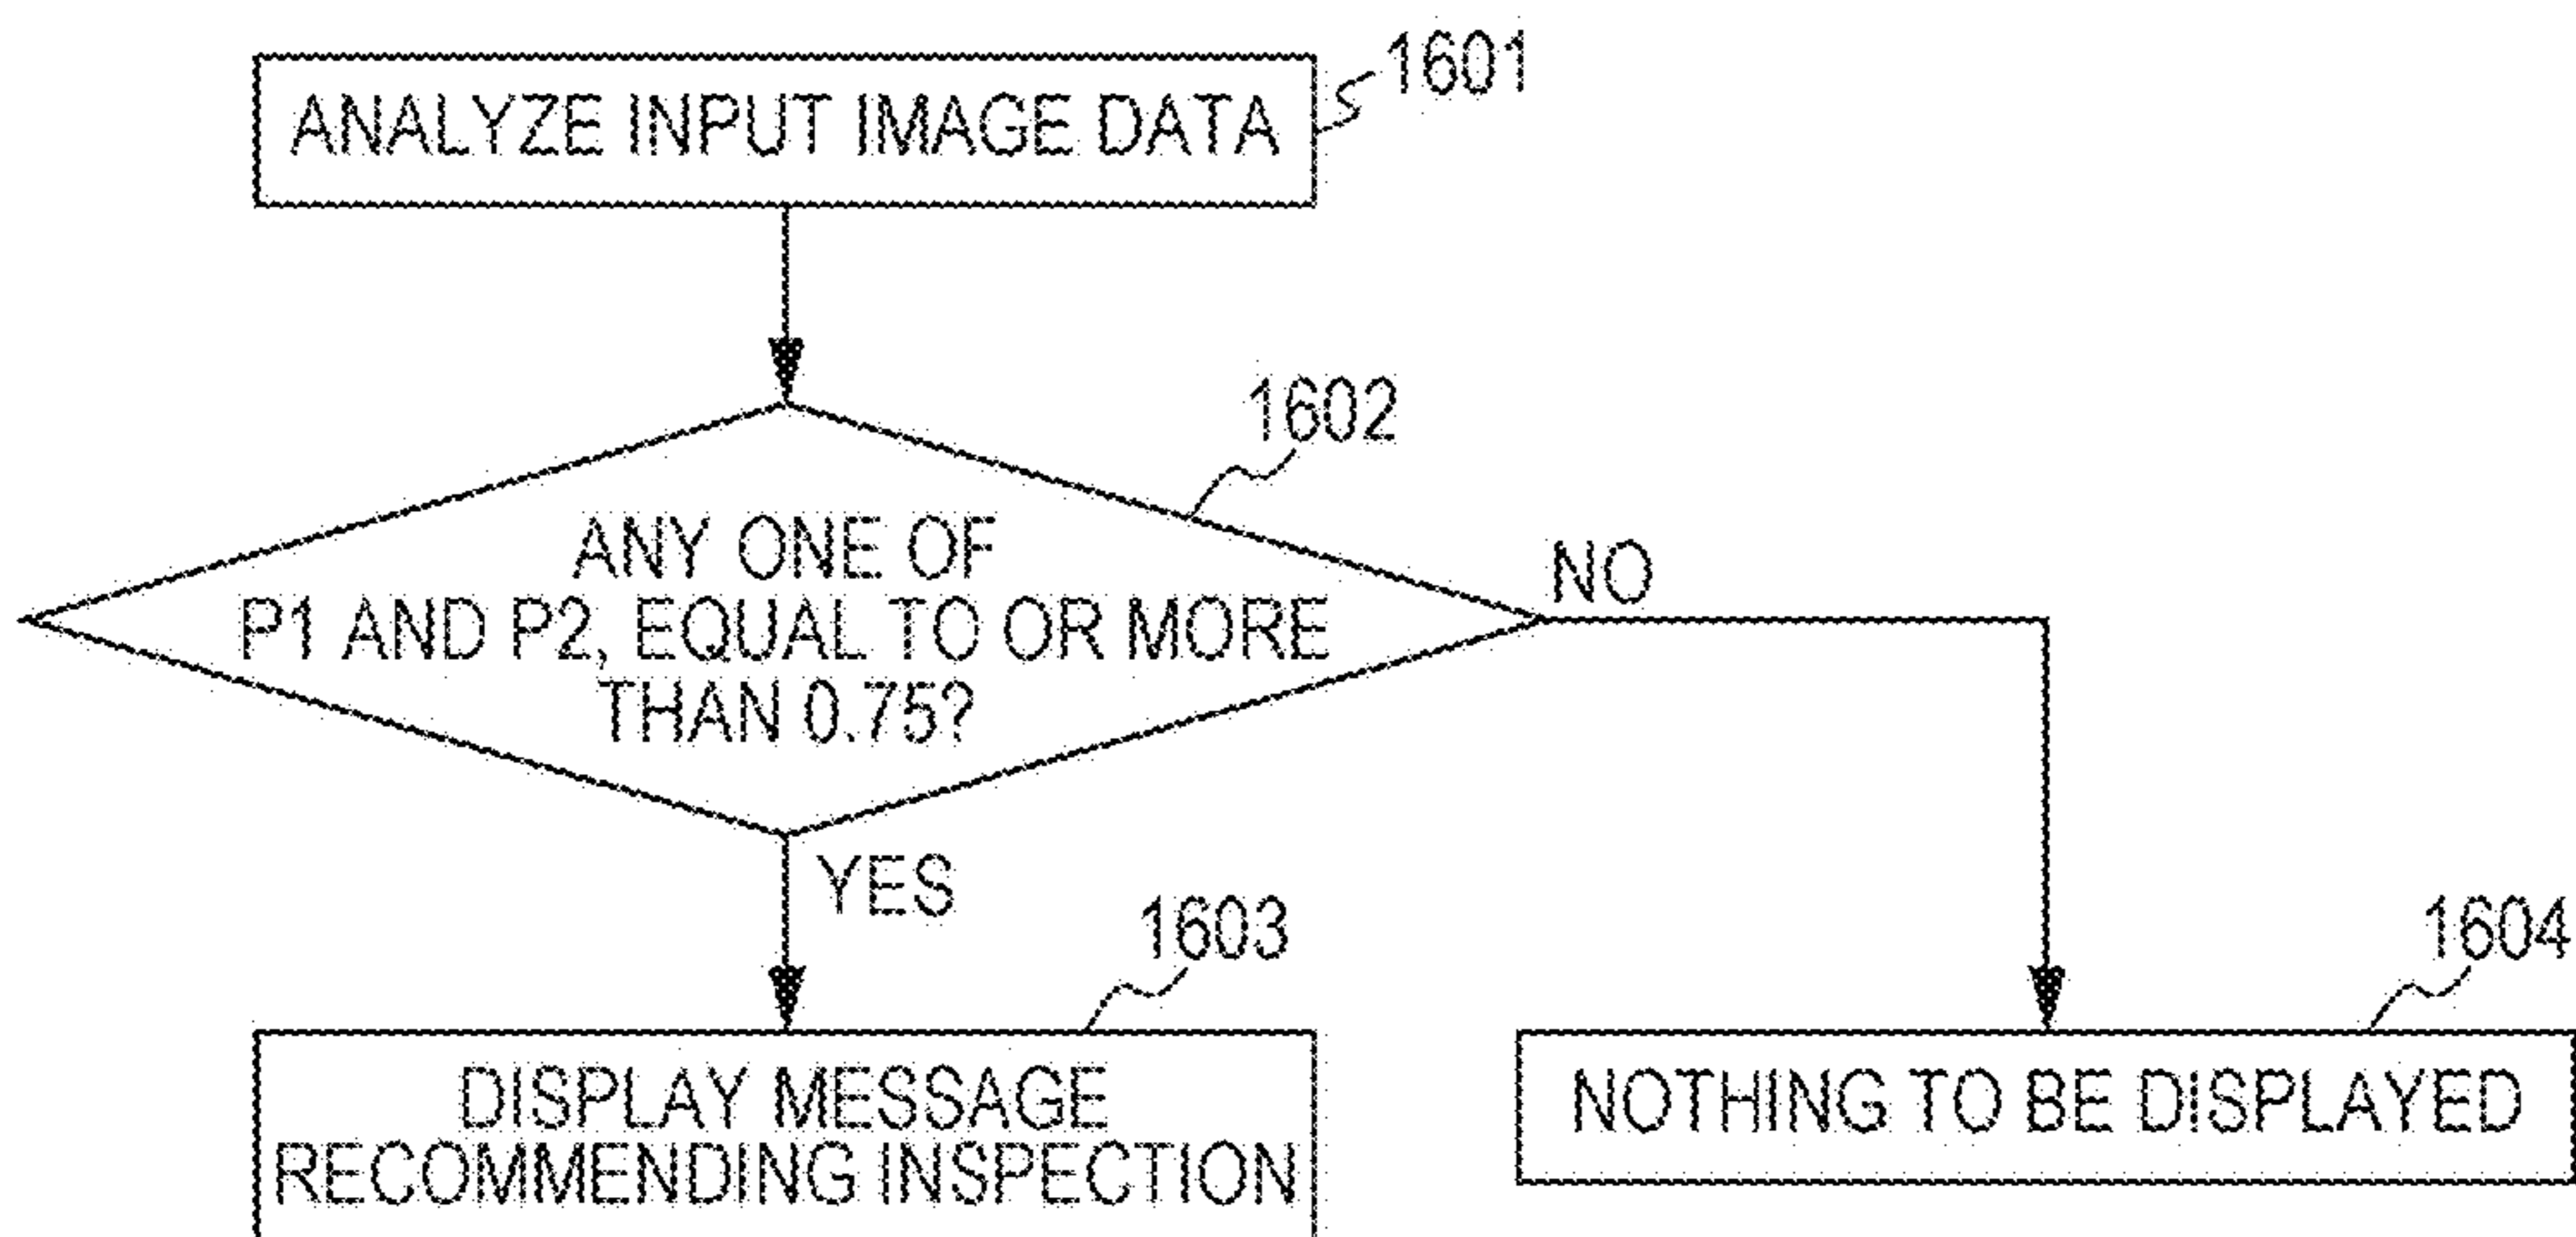 1601
ANALYZE INPUT IMAGE DATA
1602
ANY ONE OF
P1 AND P2, EQUAL TO OR MORE
THAN 0.75?
NO
YES
1603
DISPLAY MESSAGE
RECOMMENDING INSPECTION
1604
NOTHING TO BE DISPLAYED